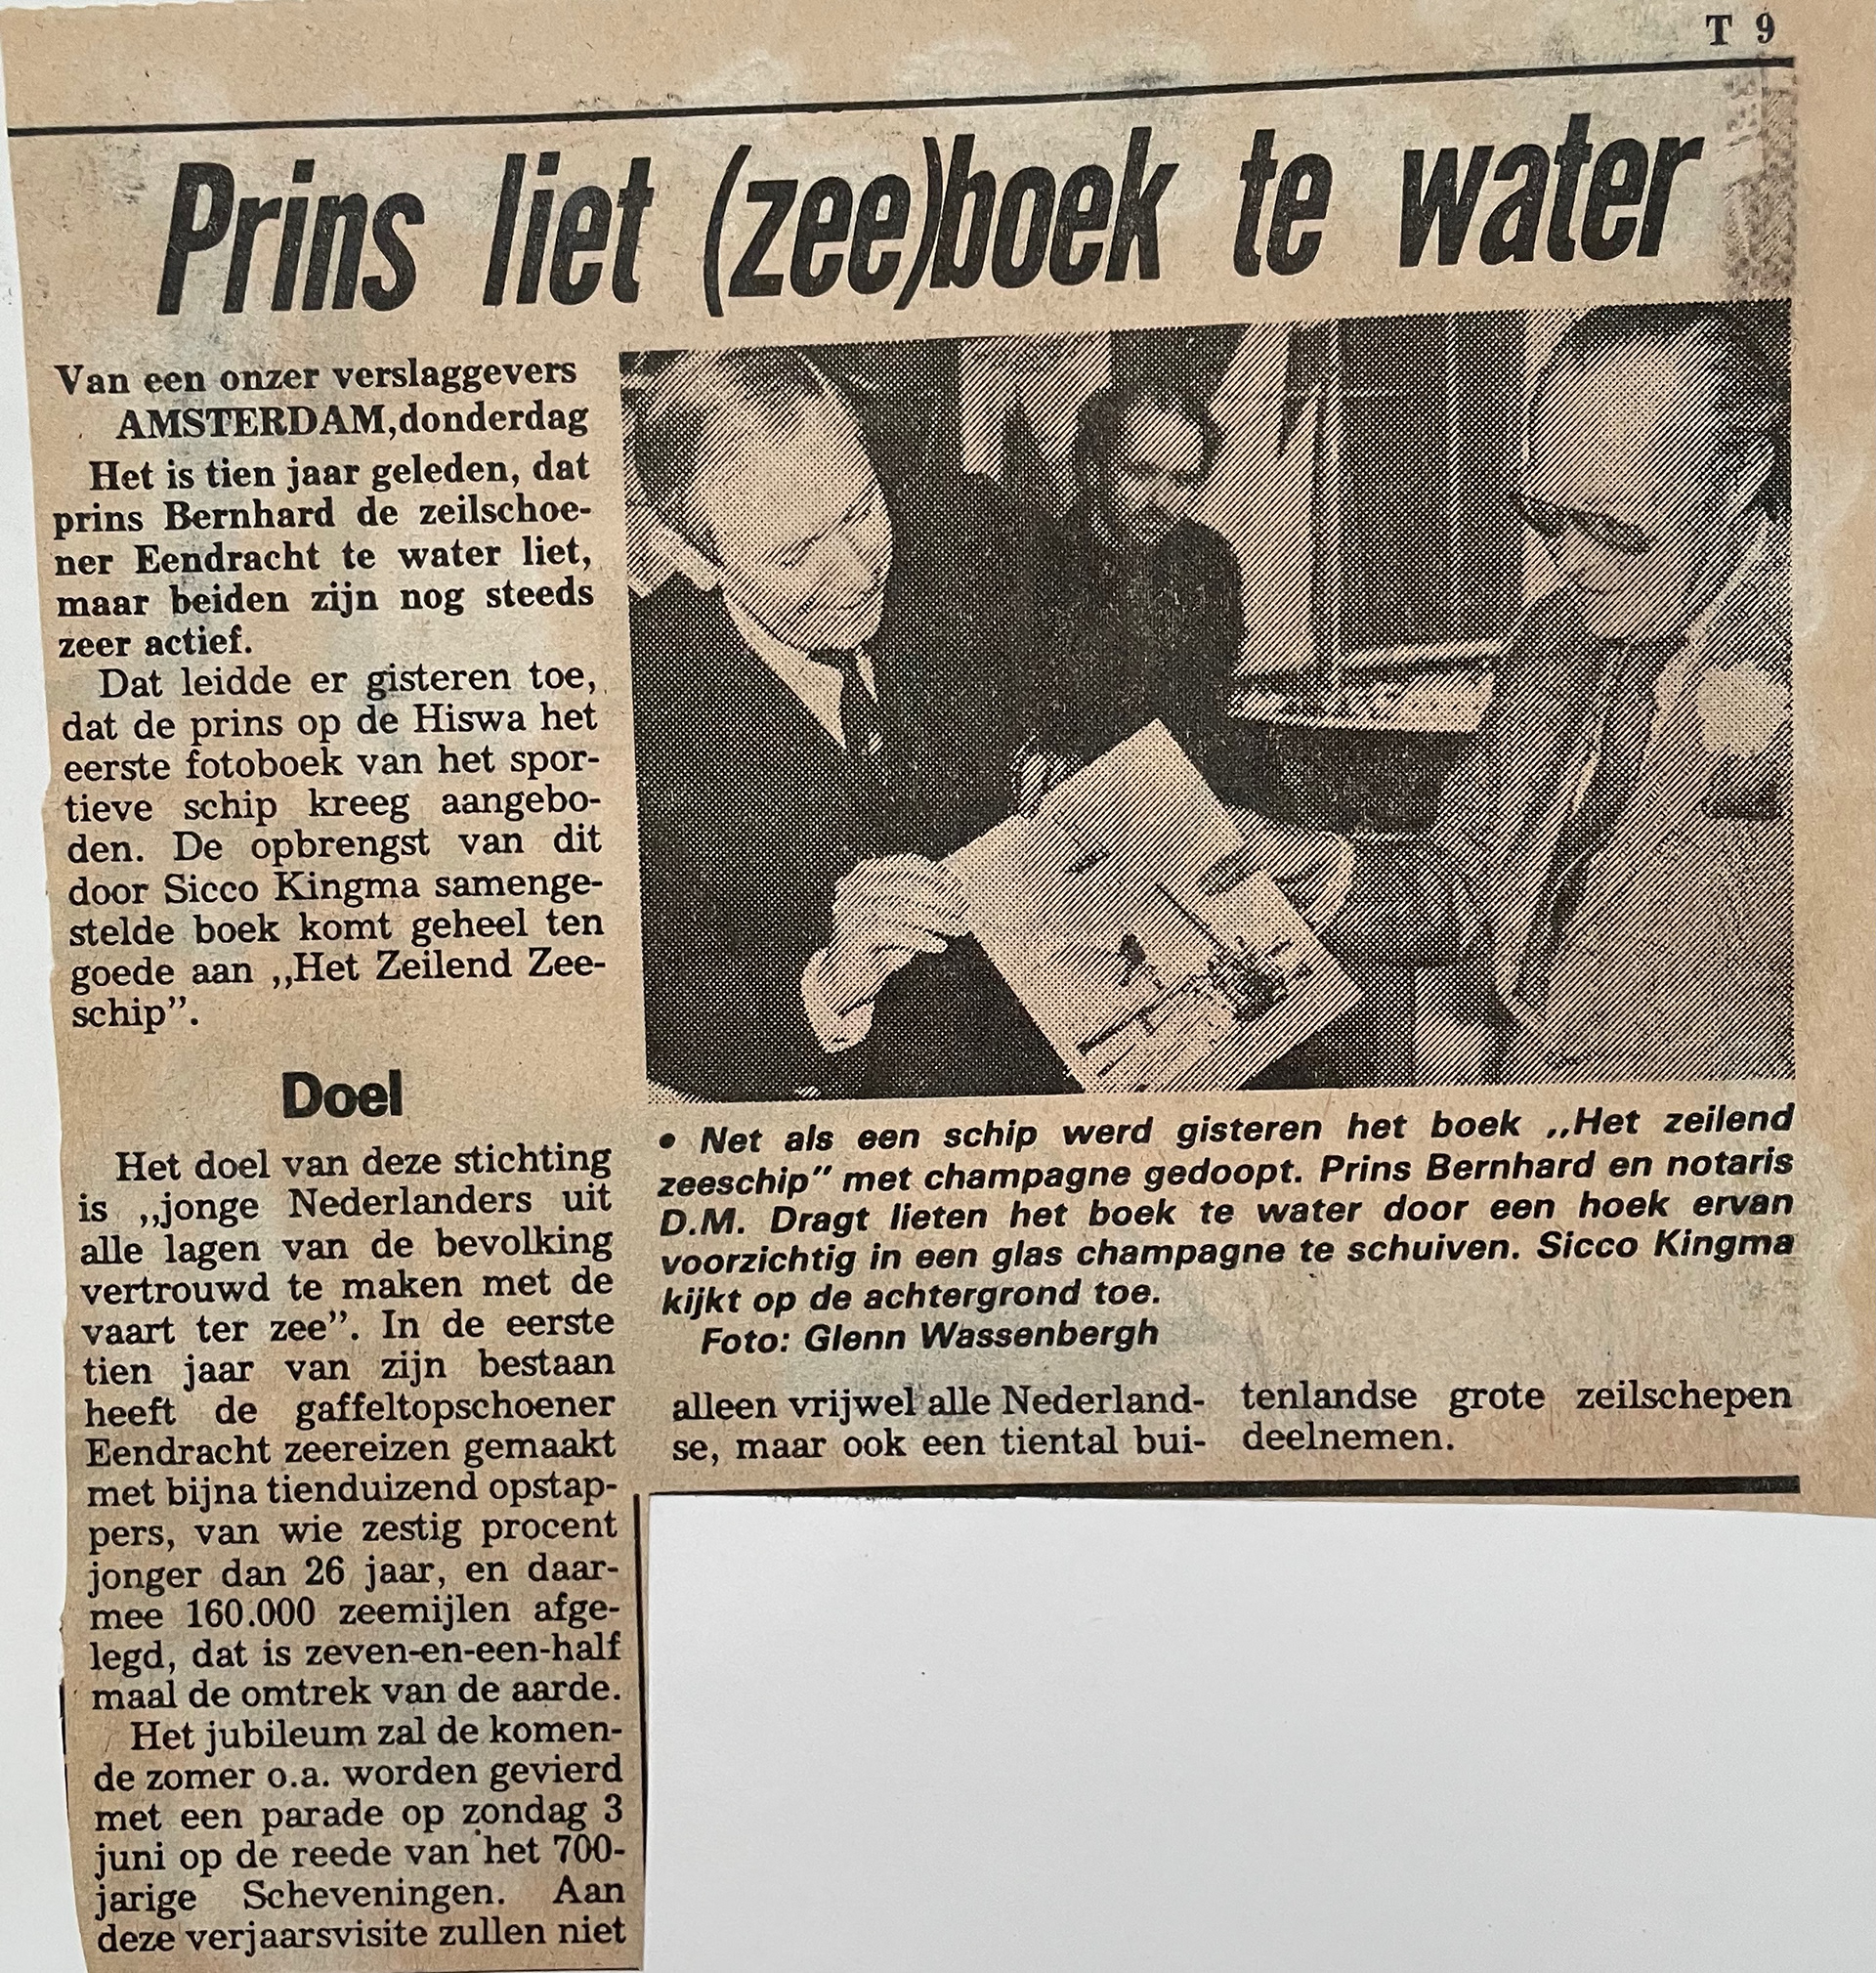 T 9
Prins liet (zee)boek te water
Van een onzer verslaggevers
AMSTERDAM, donderdag
Het is tien jaar geleden, dat
prins Bernhard de zeilschoe-
ner Eendracht te water liet,
maar beiden zijn nog steeds
zeer actief.
Dat leidde er gisteren toe,
dat de prins op de Hiswa het
eerste fotoboek van het spor-
tieve schip kreeg aangebo-
den. De opbrengst van dit
door Sicco Kingma samenge-
stelde boek komt geheel ten
goede aan „Het Zeilend Zee-
schip”.
Doel
Het doel van deze stichting
is „jonge Nederlanders uit
alle lagen van de bevolking
vertrouwd te maken met de
vaart ter zee”. In de eerste
tien jaar van zijn bestaan
heeft de gaffeltopschoener
Eendracht zeereizen gemaakt
met bijna tienduizend opstap-
pers, van wie zestig procent
jonger dan 26 jaar, en daar-
mee 160.000 zeemijlen afge-
legd, dat is zeven-en-een-half
maal de omtrek van de aarde.
Het jubileum zal de komen-
de zomer o.a. worden gevierd
met een parade op zondag 3
juni op de reede van het 700-
jarige Scheveningen. Aan
deze verjaarsvisite zullen niet
• Net als een schip werd gisteren het boek „Het zeilend
zeeschip” met champagne gedoopt. Prins Bernhard en notaris
D.M. Dragt lieten het boek te water door een hoek ervan
voorzichtig in een glas champagne te schuiven. Sicco Kingma
kijkt op de achtergrond toe.
Foto: Glenn Wassenbergh
alleen vrijwel alle Nederland-
se, maar ook een tiental bui-
tenlandse grote zeilschepen
deelnemen.